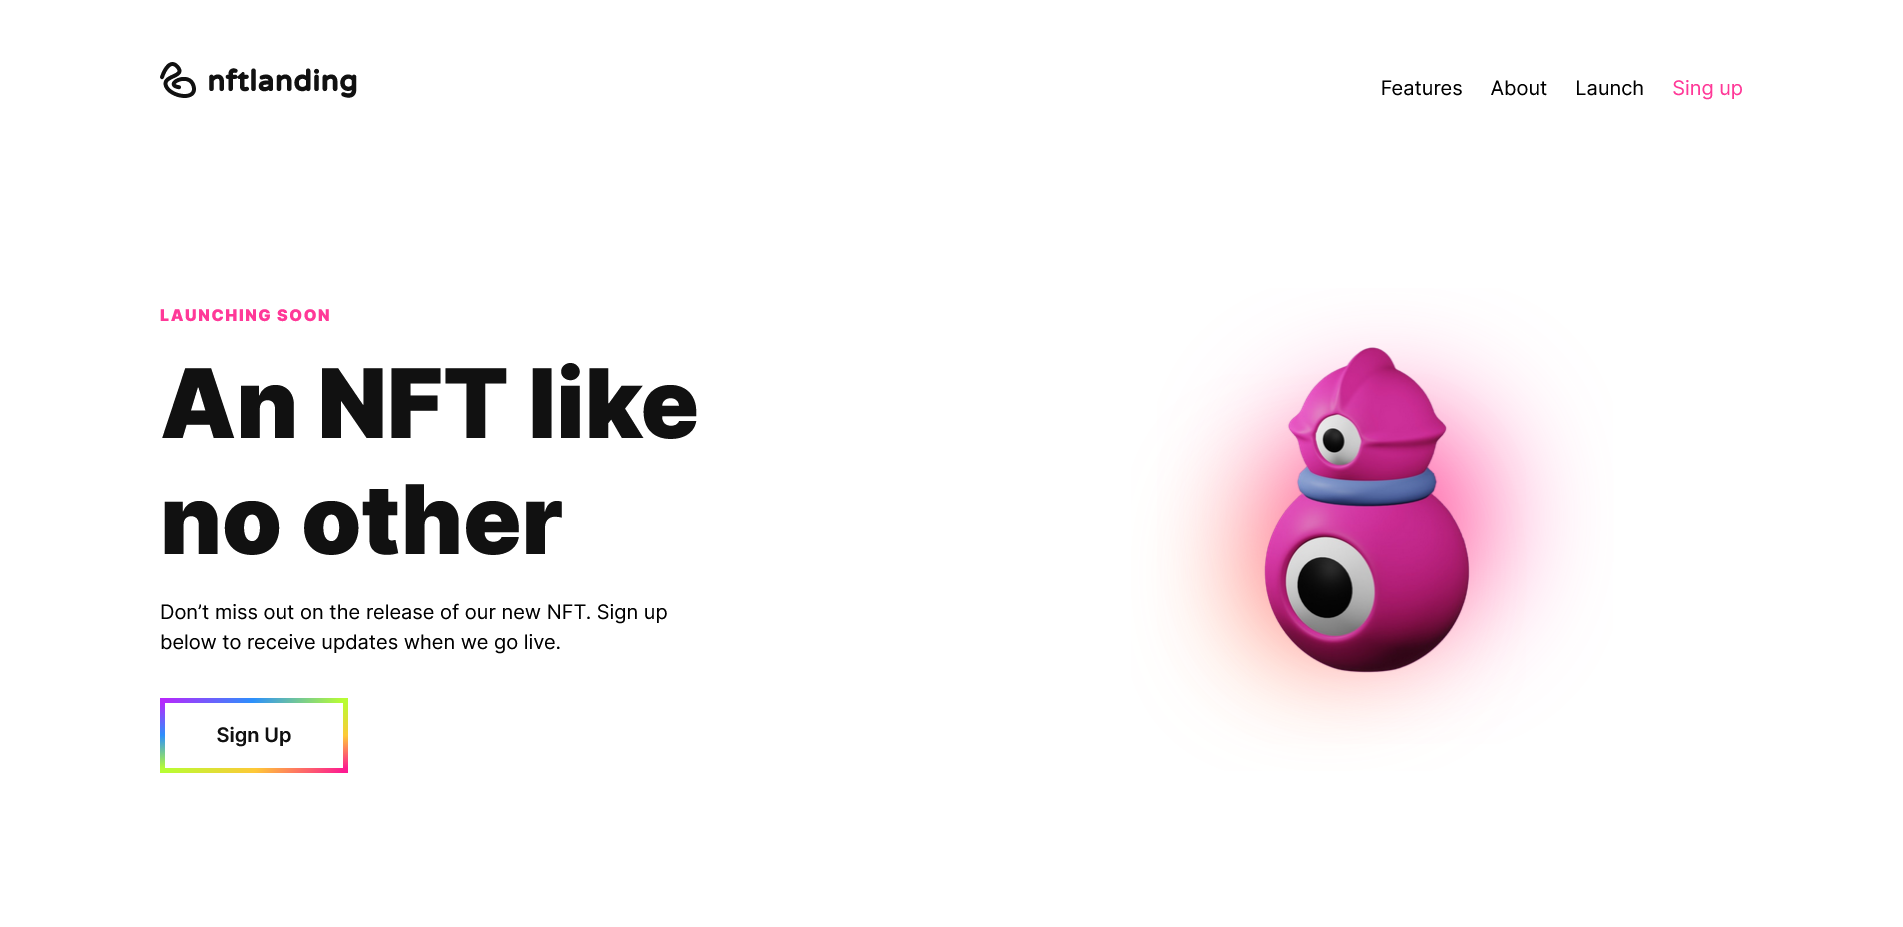 nftlanding
Features About Launch Sing up
LAUNCHING SOON
An NFT like
no other
Don’t miss out on the release of our new NFT. Sign up
below to receive updates when we go live.
Sign Up